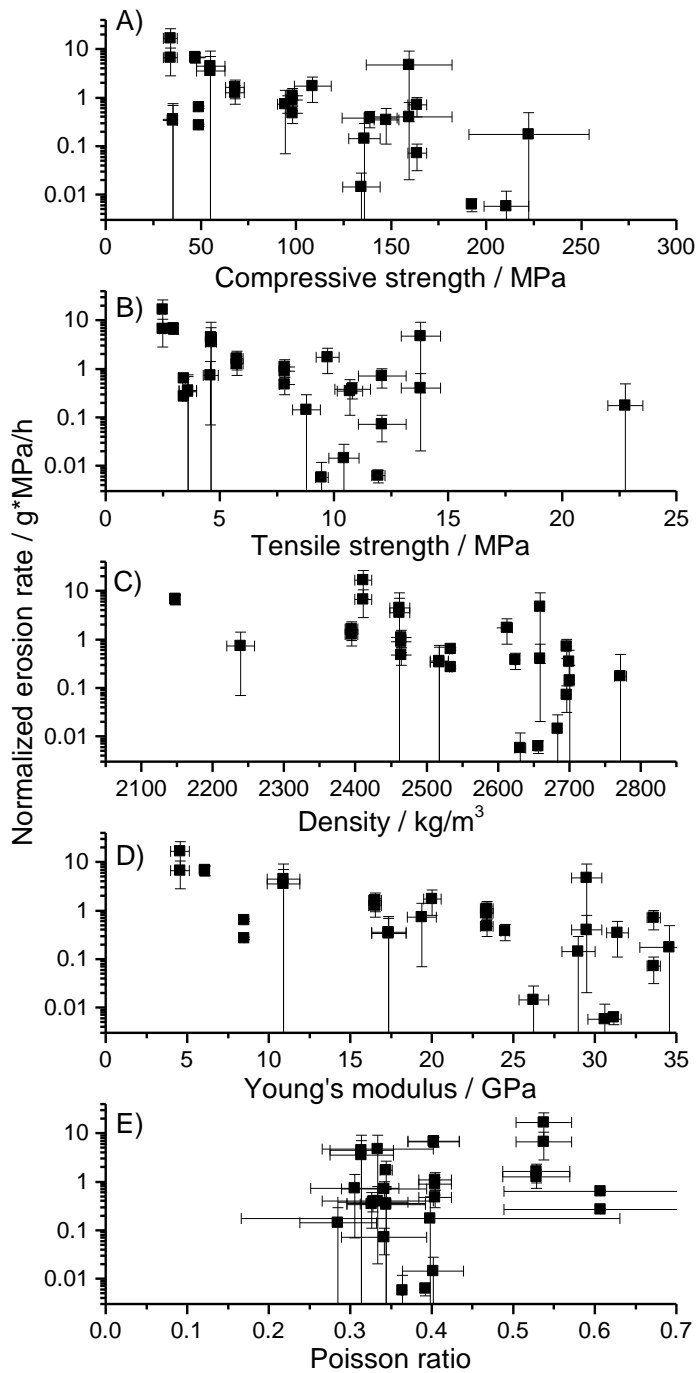 A)
10
1
0.1
0.01
0 50 100 150 200 250 300
Compressive strength / MPa
B)
10
1
0.1
0.01
0 5 10 15 20 25
Tensile strength / MPa
Normalized erosion rate / g*MPa/h
C)
10
1
0.1
0.01
2100 2200 2300 2400 2500 2600 2700 2800
Density / kg/m³
D)
10
1
0.1
0.01
0 5 10 15 20 25 30 35
Young's modulus / GPa
E)
10
1
0.1
0.01
0.0 0.1 0.2 0.3 0.4 0.5 0.6 0.7
Poisson ratio